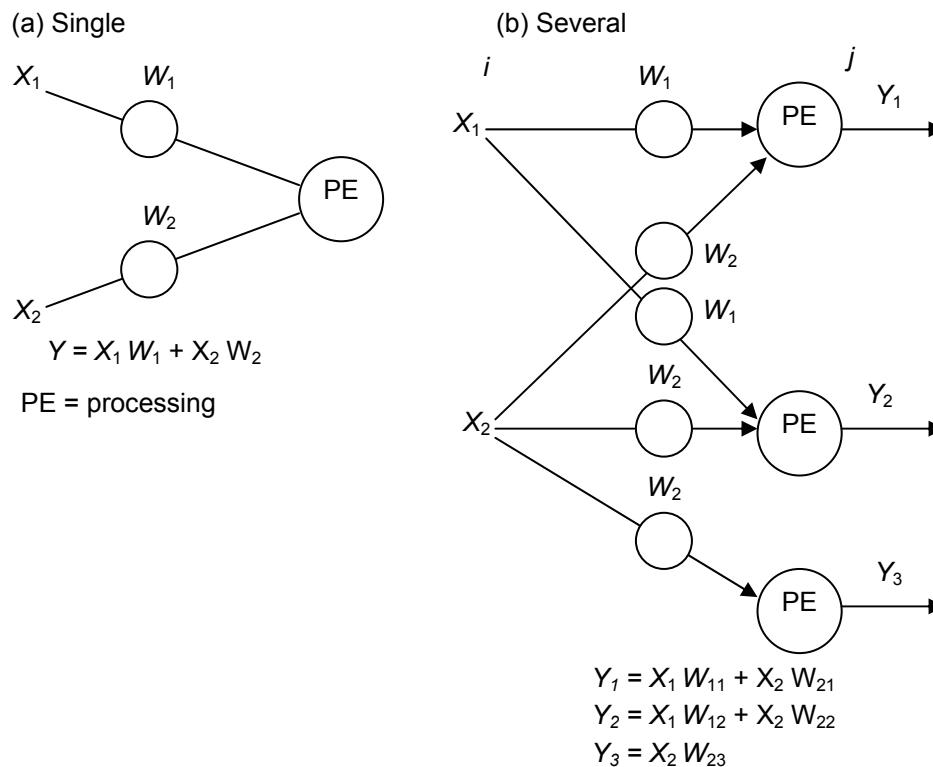 (a) Single
X₁
W₁
PE
W₂
X₂
Y = X₁ W₁ + X₂ W₂
PE = processing
(b) Several
i
j
W₁
PE
Y₁
X₁
W₂
W₁
W₂
X₂
PE
Y₂
W₂
PE
Y₃
Y₁ = X₁ W₁₁ + X₂ W₂₁
Y₂ = X₁ W₁₂ + X₂ W₂₂
Y₃ = X₂ W₂₃